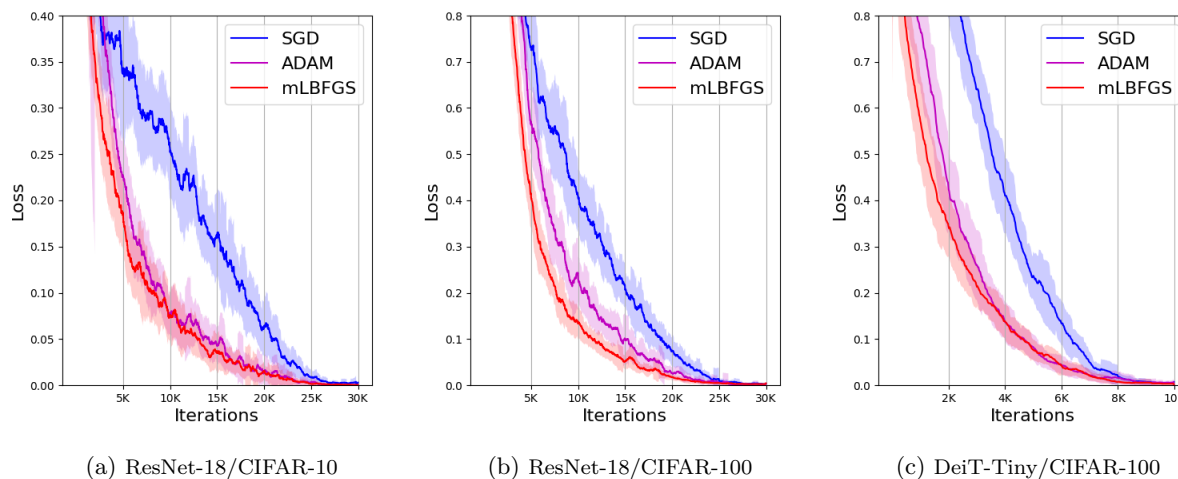 0.40
0.35
0.30
0.25
0.20
0.15
0.10
0.05
0.00
Loss
SGD
ADAM
mLBFGS
5K 10K 15K 20K 25K 30K
Iterations
(a) ResNet-18/CIFAR-10
0.8
0.7
0.6
0.5
0.4
0.3
0.2
0.1
0.0
Loss
SGD
ADAM
mLBFGS
5K 10K 15K 20K 25K 30K
Iterations
(b) ResNet-18/CIFAR-100
0.8
0.7
0.6
0.5
0.4
0.3
0.2
0.1
0.0
Loss
SGD
ADAM
mLBFGS
2K 4K 6K 8K 10
Iterations
(c) DeiT-Tiny/CIFAR-100